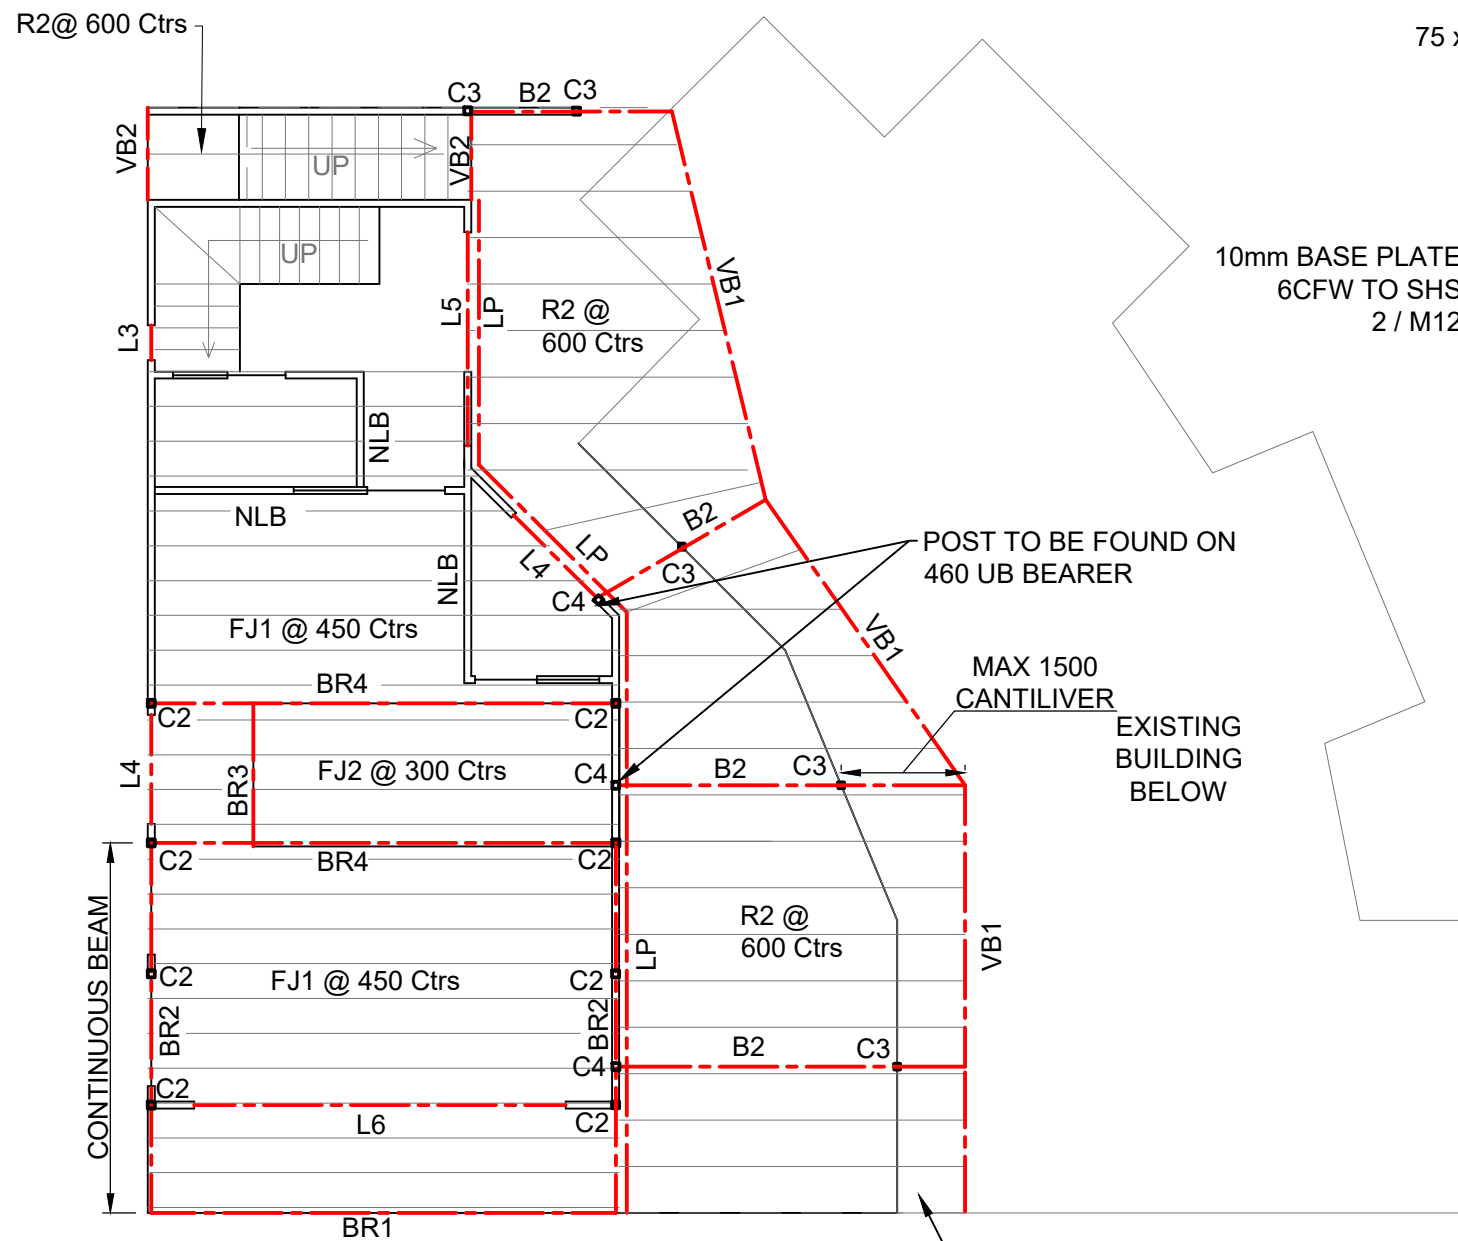 R2@ 600 Ctrs
75 x
C3
B2
C3
VB2
UP
VB2
UP
VB1
10mm BASE PLATE
6CFW TO SHS
2 / M12
L3
L5
LP
R2 @
600 Ctrs
NLB
NLB
B2
POST TO BE FOUND ON
460 UB BEARER
LP
L4
C3
NLB
C4
FJ1 @ 450 Ctrs
VB1
MAX 1500
CANTILIVER
BR4
C2
C2
EXISTING
BUILDING
BELOW
L4
BR3
FJ2 @ 300 Ctrs
C4
B2
C3
C2
BR4
C2
CONTINUOUS BEAM
R2 @
600 Ctrs
LP
VB1
C2
FJ1 @ 450 Ctrs
C2
BR2
BR2
B2
C3
C4
C2
L6
C2
BR1